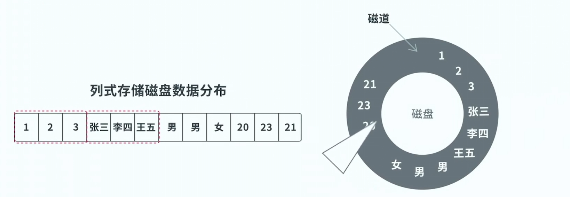 磁道
列式存储磁盘数据分布
1 2 3 张三 李四 王五 男 男 女 20 23 21
1
2
3
张三
李四
王五
男
男
女
23
21
磁盘